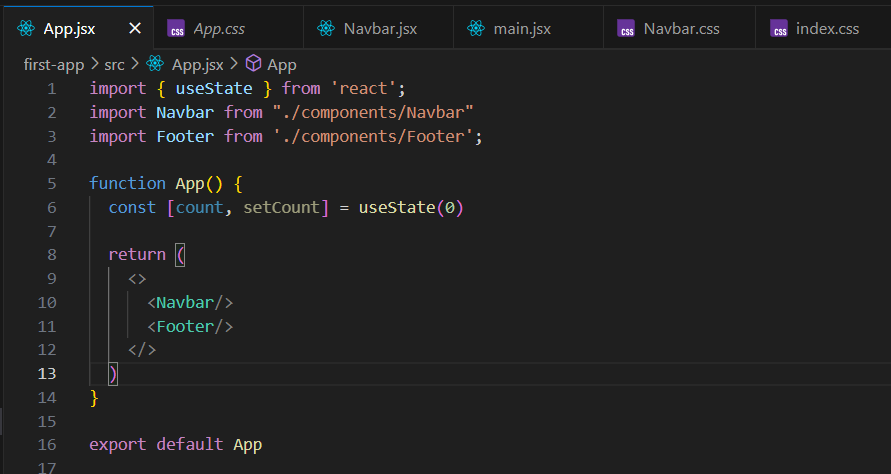 App.jsx × css App.css Navbar.jsx main.jsx css Navbar.css css index.css
first-app > src > App.jsx > App
1 import { useState } from 'react';
2 import Navbar from "./components/Navbar"
3 import Footer from './components/Footer';
4
5 function App() {
6 const [count, setCount] = useState(0)
7
8 return (
9 <>
10 <Navbar/>
11 <Footer/>
12 </>
13 )
14 }
15
16 export default App
17